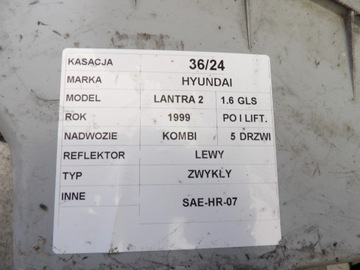 KASACJA 36/24
MARKA HYUNDAI
MODEL LANTRA 2 1.6 GLS
ROK 1999 PO I LIFT.
NADWOZIE KOMBI 5 DRZWI
REFLEKTOR LEWY
TYP ZWYKŁY
INNE SAE-HR-07